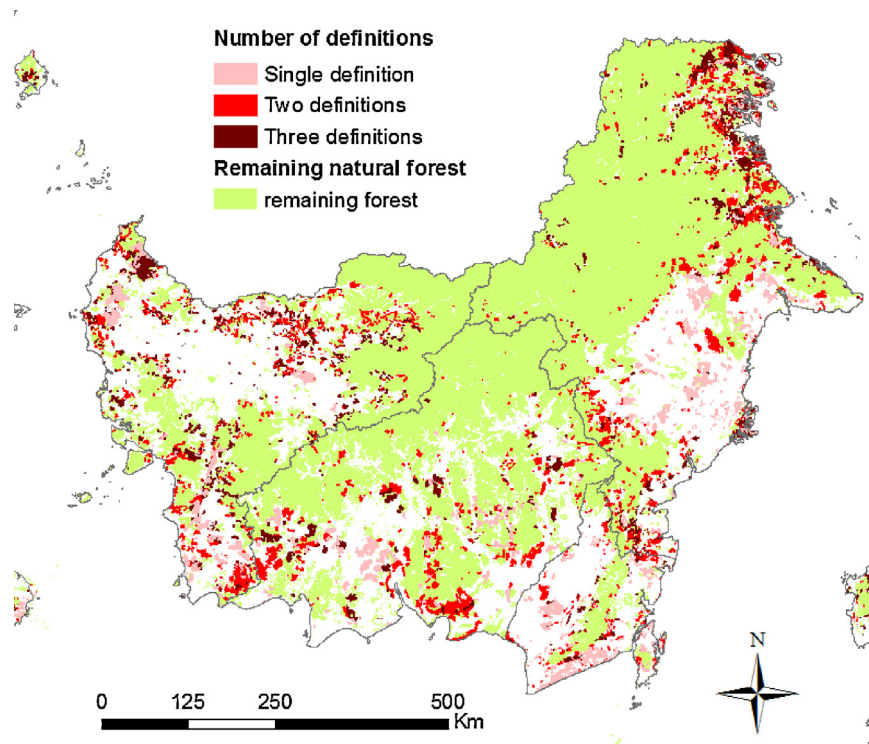 Number of definitions
Single definition
Two definitions
Three definitions
Remaining natural forest
remaining forest
N
0 125 250 500
Km